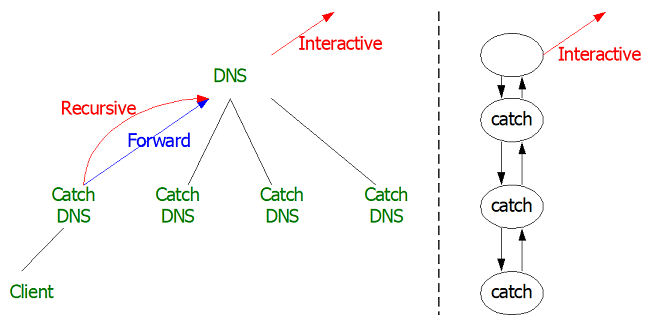 Interactive
DNS
Recursive
Forward
Catch
DNS
Catch
DNS
Catch
DNS
Catch
DNS
Client
Interactive
catch
catch
catch